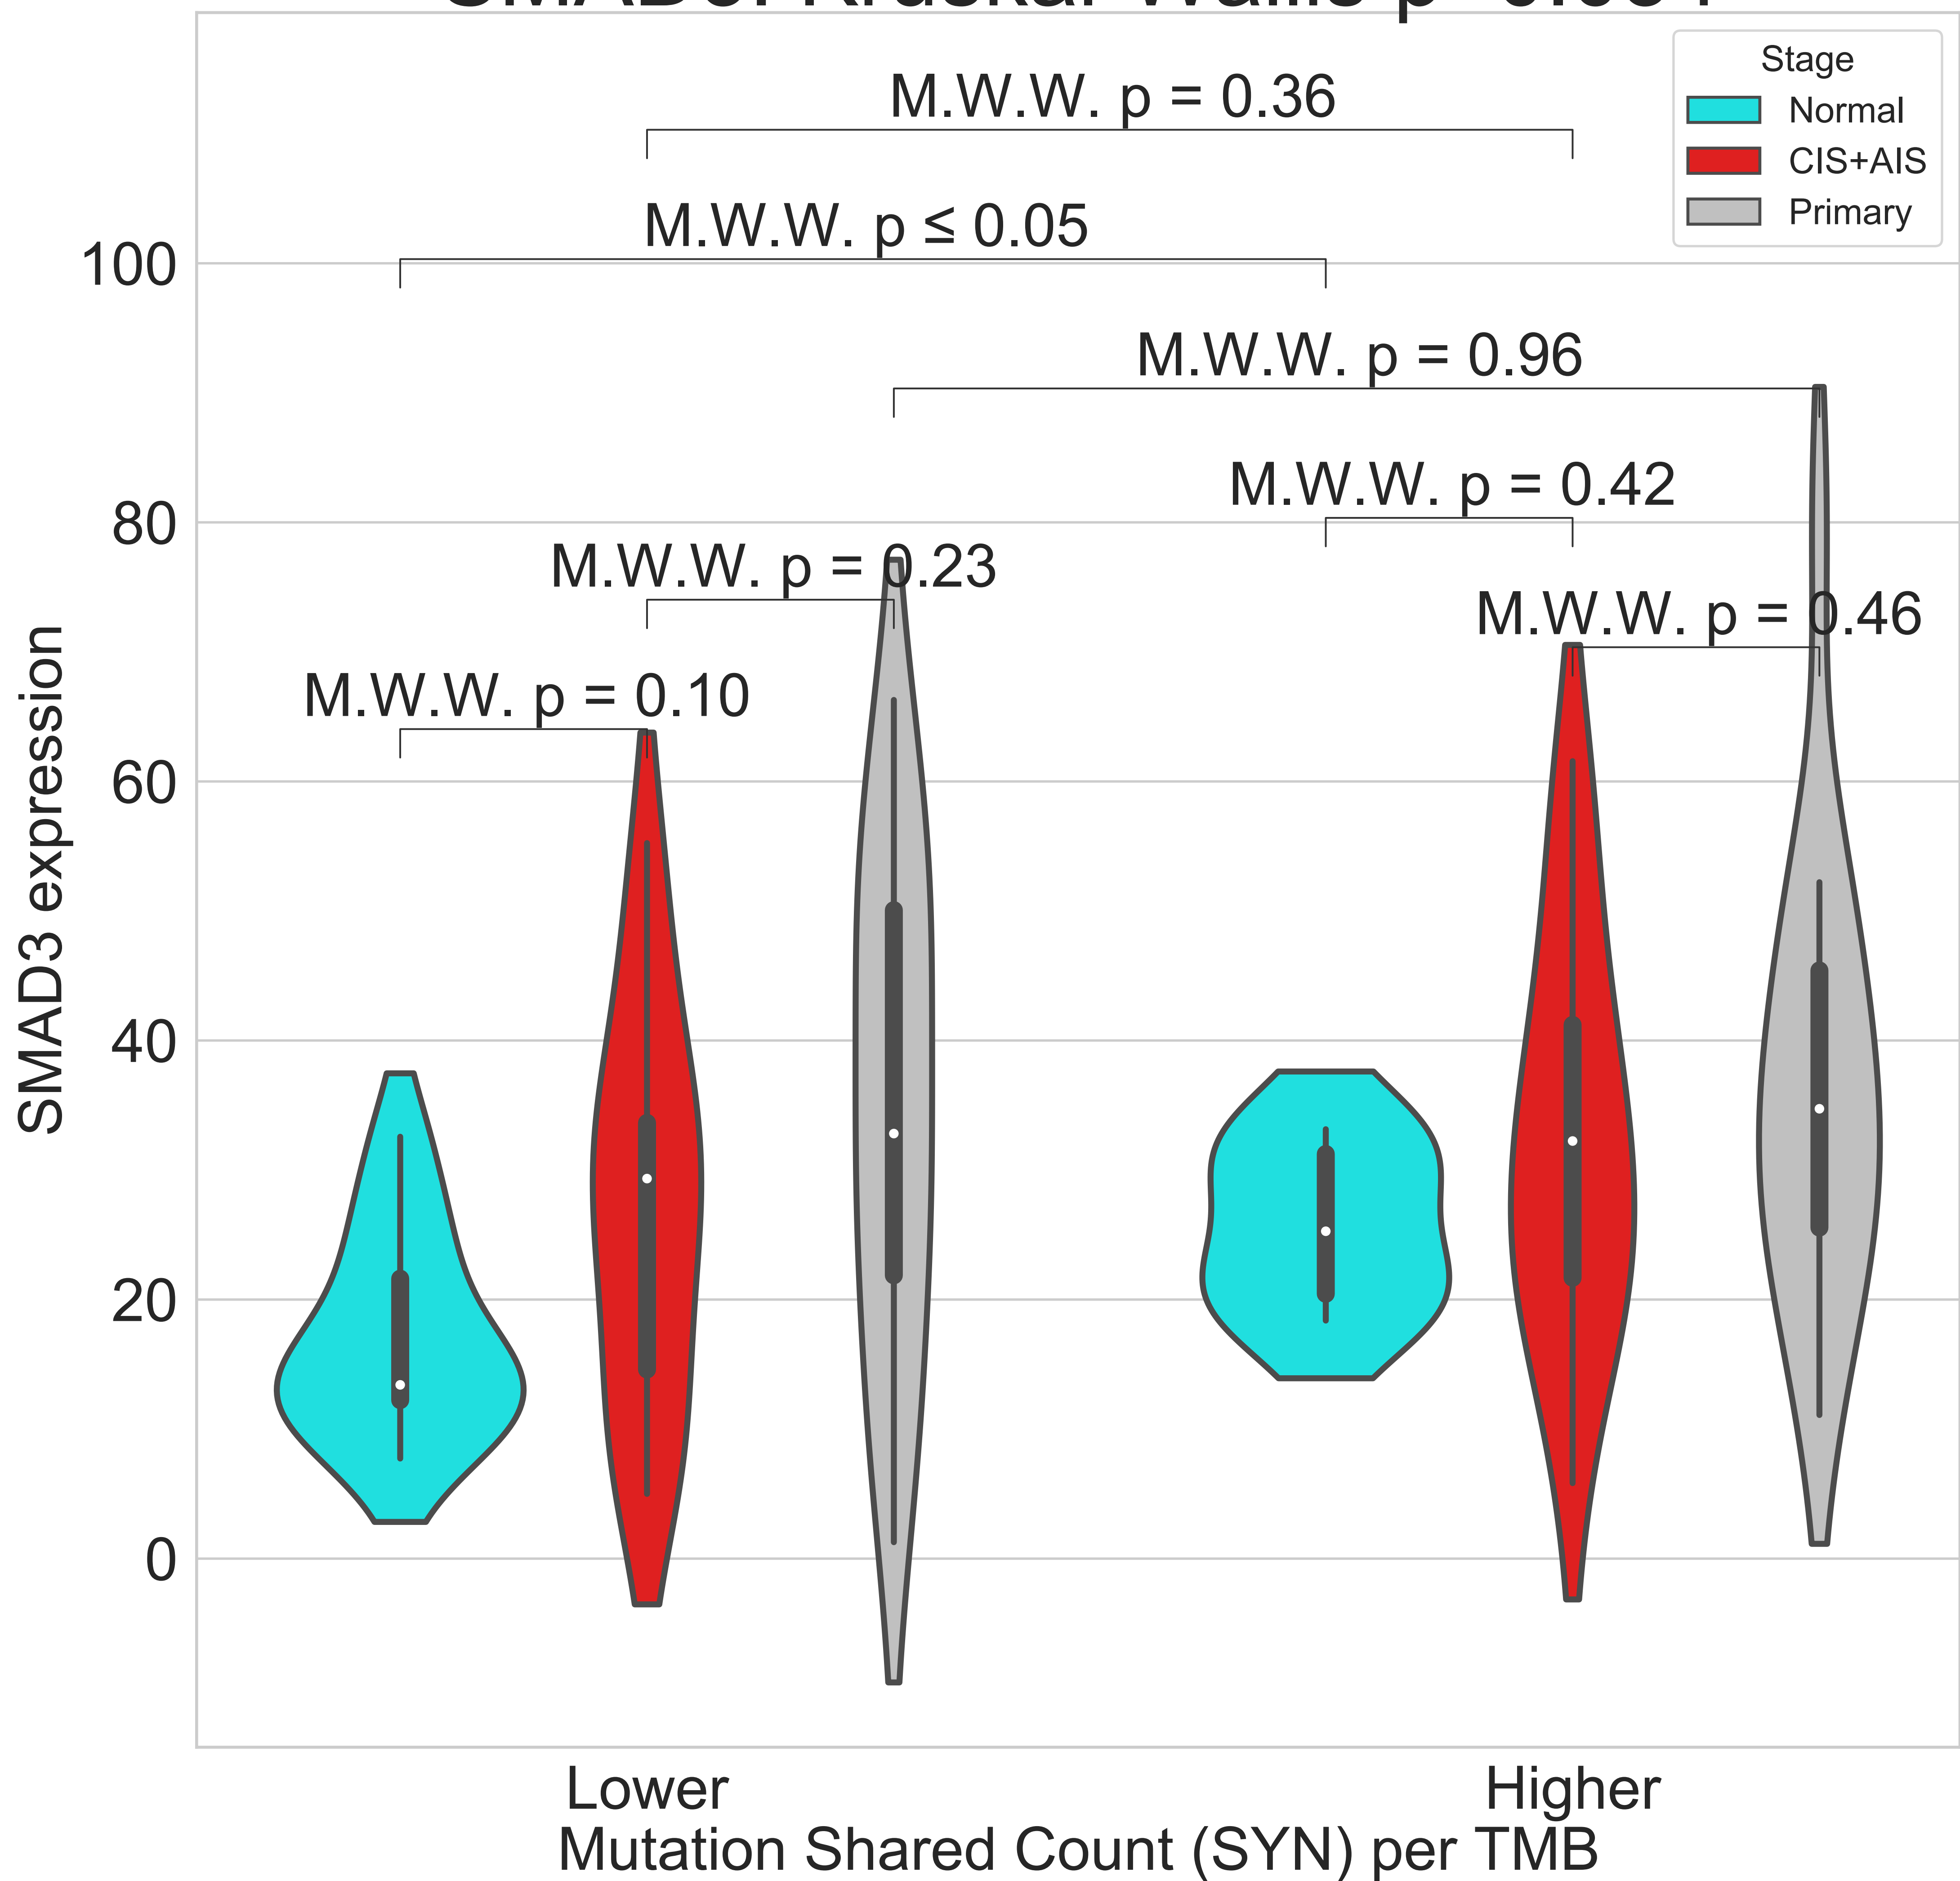 M.W.W. p = 0.36
M.W.W. p ≤ 0.05
M.W.W. p = 0.96
M.W.W. p = 0.42
M.W.W. p = 0.23
M.W.W. p = 0.46
M.W.W. p = 0.10
Stage
Normal
CIS+AIS
Primary
SMAD3 expression
100
80
60
40
20
0
Lower
Higher
Mutation Shared Count (SYN) per TMB